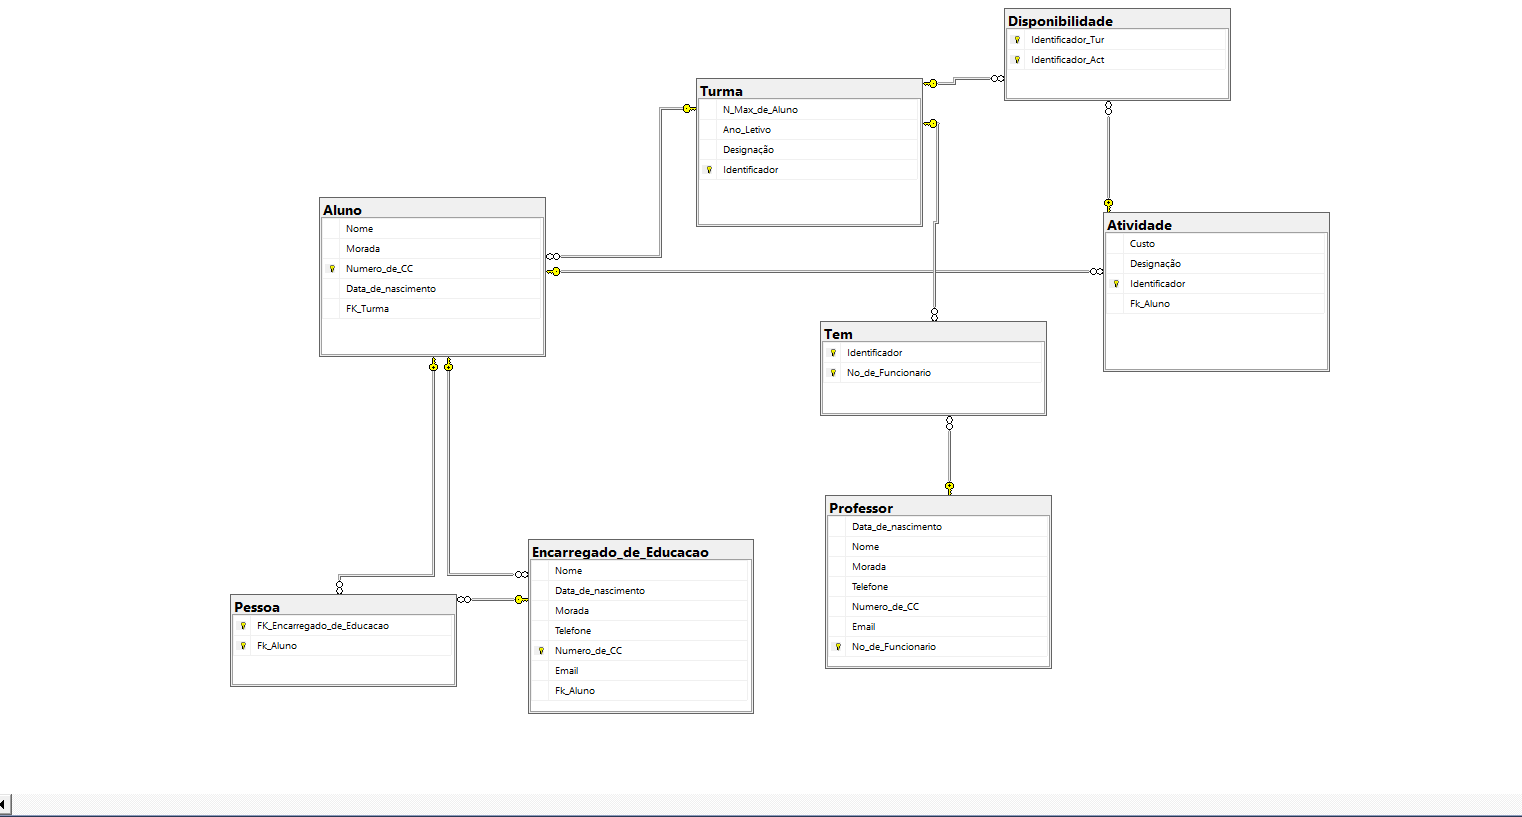 Disponibilidade
Identificador_Tur
Identificador_Act
Turma
N_Max_de_Aluno
Ano_Letivo
Designação
Identificador
Aluno
Nome
Morada
Numero_de_CC
Data_de_nascimento
FK_Turma
Atividade
Custo
Designação
Identificador
Fk_Aluno
Tem
Identificador
No_de_Funcionario
Professor
Data_de_nascimento
Nome
Morada
Telefone
Numero_de_CC
Email
No_de_Funcionario
Encarregado_de_Educacao
Nome
Data_de_nascimento
Morada
Telefone
Numero_de_CC
Email
Fk_Aluno
Pessoa
FK_Encarregado_de_Educacao
Fk_Aluno